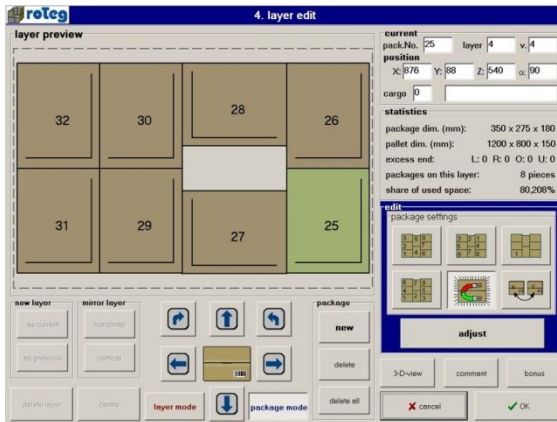 roTeg
4. layer edit
layer preview
32
30
28
26
31
29
27
25
current
pack.No. 25 layer 4 v. 4
position
X: 876 Y: 88 Z: 540 α: 90
cargo 0
statistics
package dim. (mm): 350 x 275 x 180
pallet dim. (mm): 1200 x 800 x 150
excess end: L: 0 R: 0 O: 0 U: 0
packages on this layer: 8 pieces
share of used space: 80,208%
edit
package settings
adjust
new layer
as current
as previous
delete layer
mirror layer
horizontal
vertical
centre
layer mode
package mode
package
new
delete
delete all
3-D-view
comment
bonus
cancel
OK